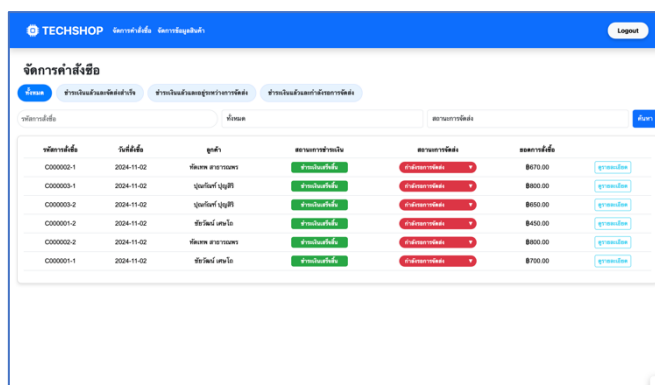 TECHSHOP จัดการคำสั่งซื้อ จัดการข้อมูลสินค้า Logout
จัดการคำสั่งซื้อ
ทั้งหมด ชำระเงินแล้วและจัดส่งสำเร็จ ชำระเงินแล้วและอยู่ระหว่างการจัดส่ง ชำระเงินแล้วและกำลังรอการจัดส่ง
รหัสการสั่งซื้อ ทั้งหมด สถานะการจัดส่ง ค้นหา
รหัสการสั่งซื้อ วันที่สั่งซื้อ ลูกค้า สถานะการชำระเงิน สถานะการจัดส่ง ยอดการสั่งซื้อ
C000002-1 2024-11-02 ชำระเงินเสร็จสิ้น กำลังรอการจัดส่ง ฿670.00 ดูรายละเอียด
C000003-1 2024-11-02 ชำระเงินเสร็จสิ้น กำลังรอการจัดส่ง ฿800.00 ดูรายละเอียด
C000003-2 2024-11-02 ชำระเงินเสร็จสิ้น กำลังรอการจัดส่ง ฿650.00 ดูรายละเอียด
C000001-2 2024-11-02 ชัยวัฒน์ เศษโถ ชำระเงินเสร็จสิ้น กำลังรอการจัดส่ง ฿450.00 ดูรายละเอียด
C000002-2 2024-11-02 ชำระเงินเสร็จสิ้น กำลังรอการจัดส่ง ฿800.00 ดูรายละเอียด
C000001-1 2024-11-02 ชัยวัฒน์ เศษโถ ชำระเงินเสร็จสิ้น กำลังรอการจัดส่ง ฿700.00 ดูรายละเอียด